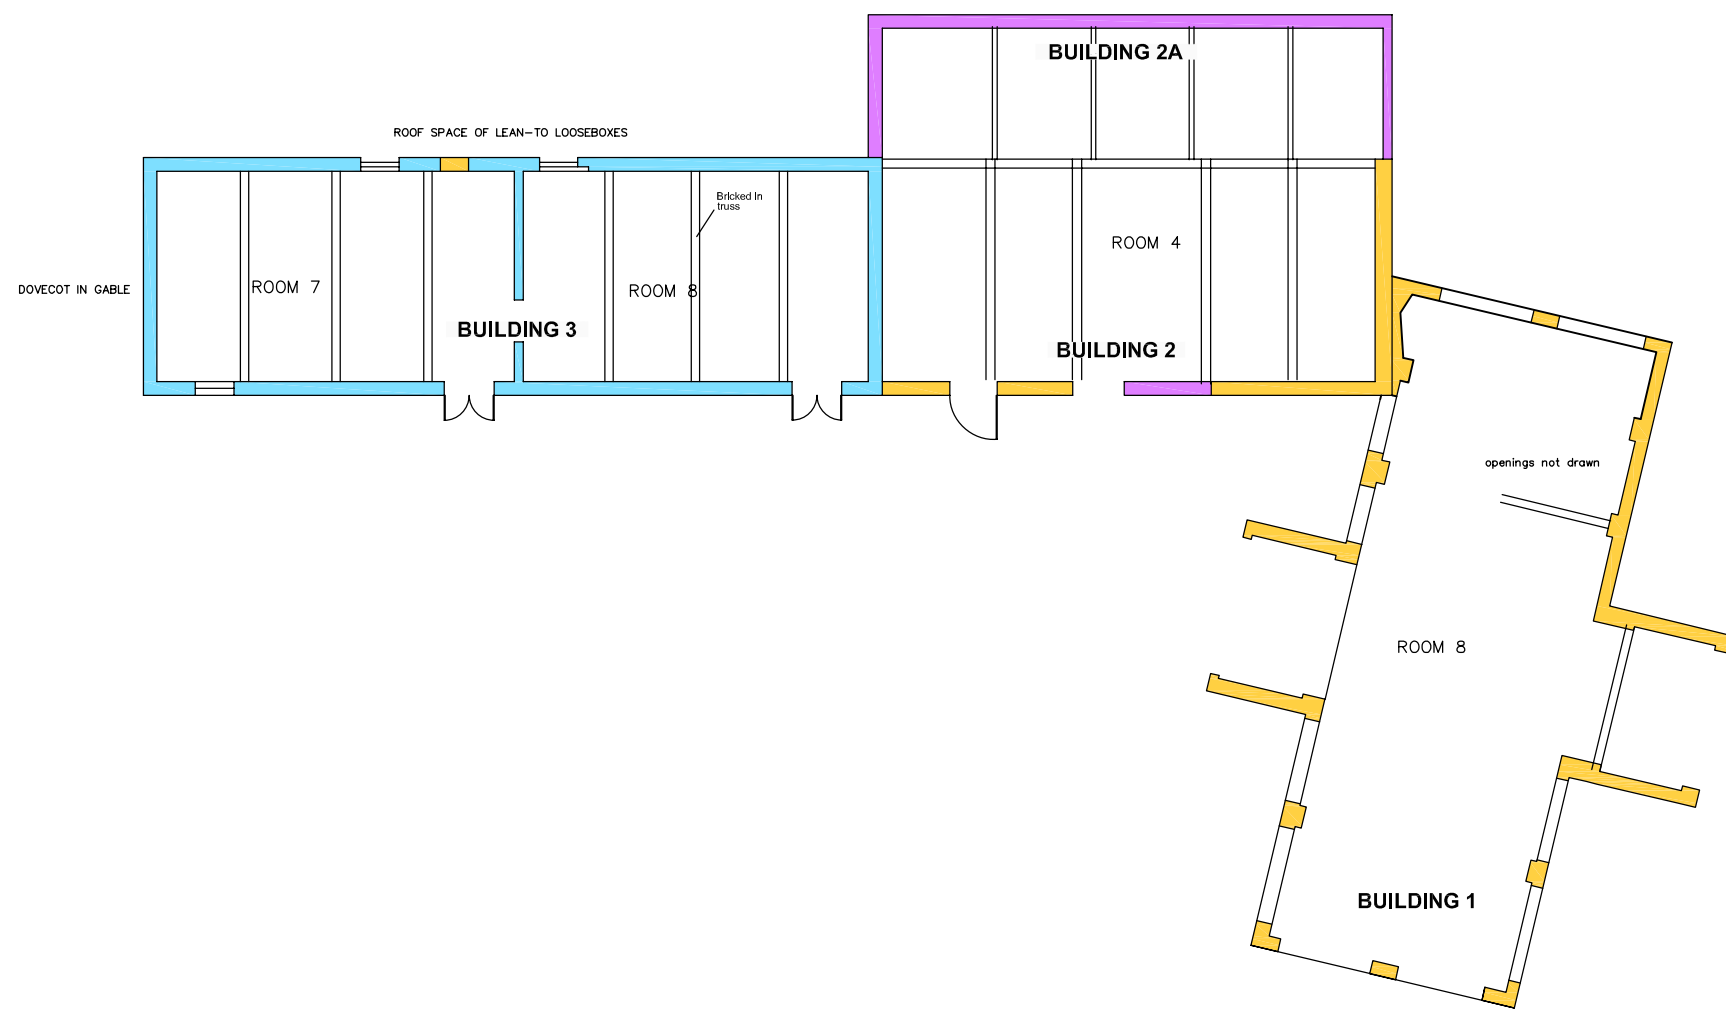 BUILDING 2A
ROOF SPACE OF LEAN-TO LOOSEBOXES
Bricked in
truss
ROOM 4
DOVECOT IN GABLE
ROOM 7
ROOM 8
BUILDING 3
BUILDING 2
openings not drawn
ROOM 8
BUILDING 1